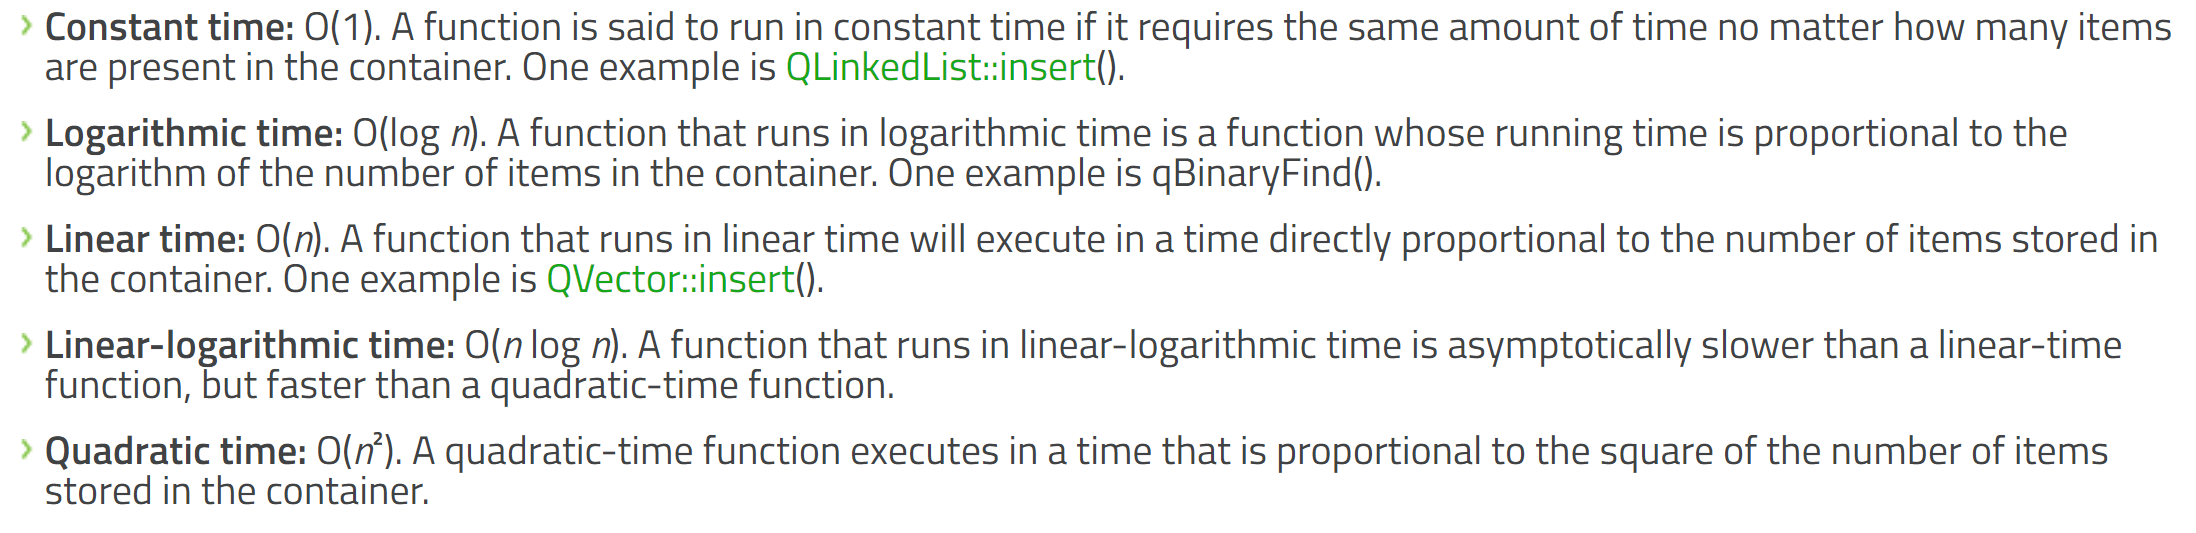 Constant time: O(1). A function is said to run in constant time if it requires the same amount of time no matter how many items
are present in the container. One example is QLinkedList::insert().
Logarithmic time: O(log n). A function that runs in logarithmic time is a function whose running time is proportional to the
logarithm of the number of items in the container. One example is qBinaryFind().
Linear time: O(n). A function that runs in linear time will execute in a time directly proportional to the number of items stored in
the container. One example is QVector::insert().
Linear-logarithmic time: O(n log n). A function that runs in linear-logarithmic time is asymptotically slower than a linear-time
function, but faster than a quadratic-time function.
Quadratic time: O(n²). A quadratic-time function executes in a time that is proportional to the square of the number of items
stored in the container.